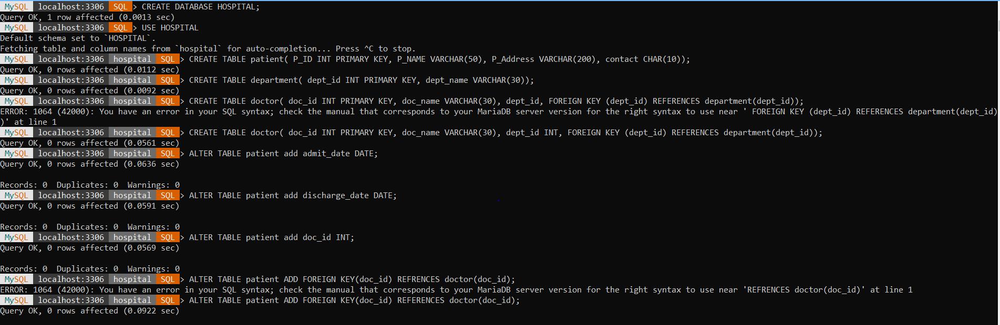 MySQL localhost:3306 SQL > CREATE DATABASE HOSPITAL;
Query OK, 1 row affected (0.0013 sec)
MySQL localhost:3306 SQL > USE HOSPITAL
Default schema set to `HOSPITAL`.
Fetching table and column names from `hospital` for auto-completion... Press ^C to stop.
MySQL localhost:3306 hospital SQL > CREATE TABLE patient( P_ID INT PRIMARY KEY, P_NAME VARCHAR(50), P_Address VARCHAR(200), contact CHAR(10));
Query OK, 0 rows affected (0.0112 sec)
MySQL localhost:3306 hospital SQL > CREATE TABLE department( dept_id INT PRIMARY KEY, dept_name VARCHAR(30));
Query OK, 0 rows affected (0.0092 sec)
MySQL localhost:3306 hospital SQL > CREATE TABLE doctor( doc_id INT PRIMARY KEY, doc_name VARCHAR(30), dept_id, FOREIGN KEY (dept_id) REFERENCES department(dept_id));
ERROR: 1064 (42000): You have an error in your SQL syntax; check the manual that corresponds to your MariaDB server version for the right syntax to use near ' FOREIGN KEY (dept_id) REFERENCES department(dept_id)
)' at line 1
MySQL localhost:3306 hospital SQL > CREATE TABLE doctor( doc_id INT PRIMARY KEY, doc_name VARCHAR(30), dept_id INT, FOREIGN KEY (dept_id) REFERENCES department(dept_id));
Query OK, 0 rows affected (0.0561 sec)
MySQL localhost:3306 hospital SQL > ALTER TABLE patient add admit_date DATE;
Query OK, 0 rows affected (0.0636 sec)
Records: 0 Duplicates: 0 Warnings: 0
MySQL localhost:3306 hospital SQL > ALTER TABLE patient add discharge_date DATE;
Query OK, 0 rows affected (0.0591 sec)
Records: 0 Duplicates: 0 Warnings: 0
MySQL localhost:3306 hospital SQL > ALTER TABLE patient add doc_id INT;
Query OK, 0 rows affected (0.0569 sec)
Records: 0 Duplicates: 0 Warnings: 0
MySQL localhost:3306 hospital SQL > ALTER TABLE patient ADD FOREIGN KEY(doc_id) REFRENCES doctor(doc_id);
ERROR: 1064 (42000): You have an error in your SQL syntax; check the manual that corresponds to your MariaDB server version for the right syntax to use near 'REFRENCES doctor(doc_id)' at line 1
MySQL localhost:3306 hospital SQL > ALTER TABLE patient ADD FOREIGN KEY(doc_id) REFERENCES doctor(doc_id);
Query OK, 0 rows affected (0.0922 sec)